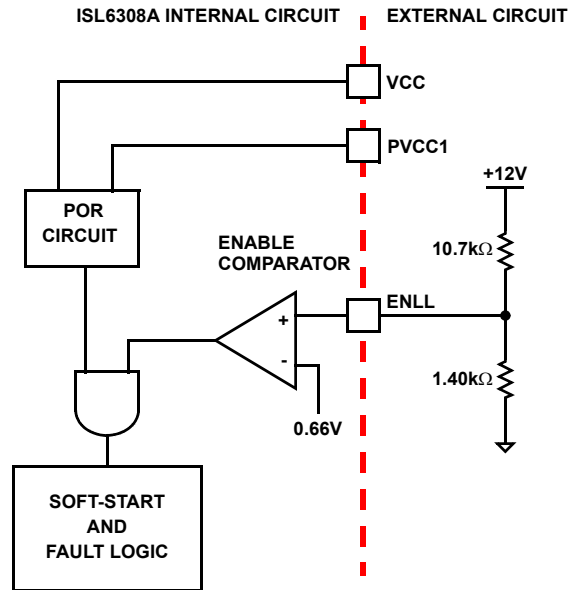 ISL6308A INTERNAL CIRCUIT
EXTERNAL CIRCUIT
VCC
PVCC1
+12V
POR
CIRCUIT
10.7kΩ
ENABLE
COMPARATOR
ENLL
+
-
1.40kΩ
0.66V
SOFT-START
AND
FAULT LOGIC